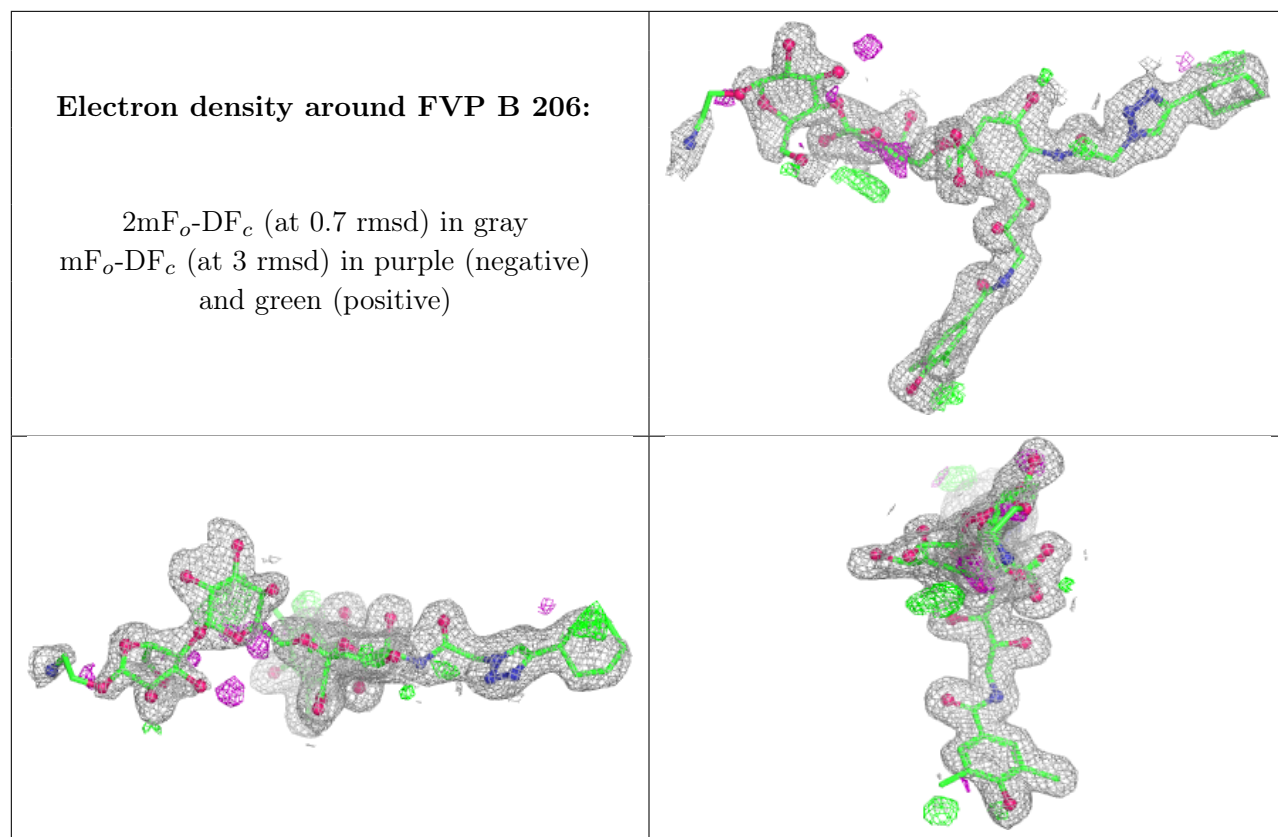 Electron density around FVP B 206:
2mFo-DFc (at 0.7 rmsd) in gray
mFo-DFc (at 3 rmsd) in purple (negative)
and green (positive)